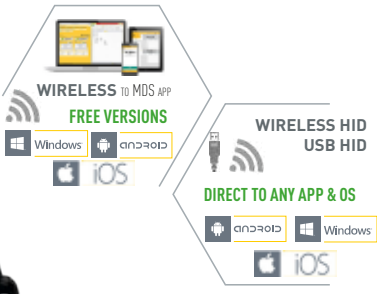 WIRELESS TO MDS APP
FREE VERSIONS
Windows android
iOS
WIRELESS HID
USB HID
DIRECT TO ANY APP & OS
android Windows
iOS